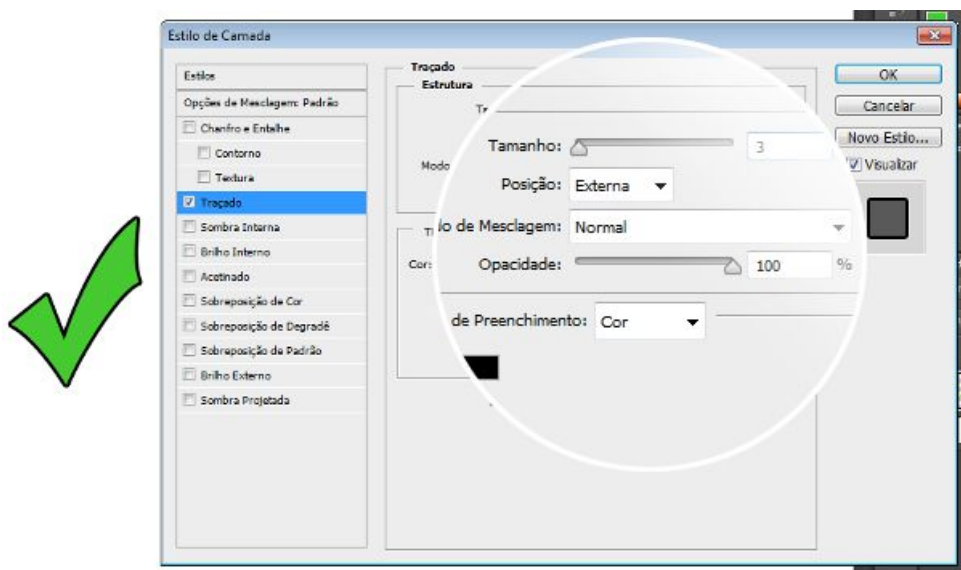 Estilo de Camada
Estilos
Opções de Mesclagem: Padrão
Chanfro e Entalhe
Contorno
Textura
Traçado
Sombra Interna
Brilho Interno
Acetinado
Sobreposição de Cor
Sobreposição de Degradê
Sobreposição de Padrão
Brilho Externo
Sombra Projetada
Traçado
Estrutura
Tamanho: 3
Modo
Posição: Externa
de Mesclagem: Normal
Opacidade: 100 %
de Preenchimento: Cor
Cor:
OK
Cancelar
Novo Estilo...
Visualizar